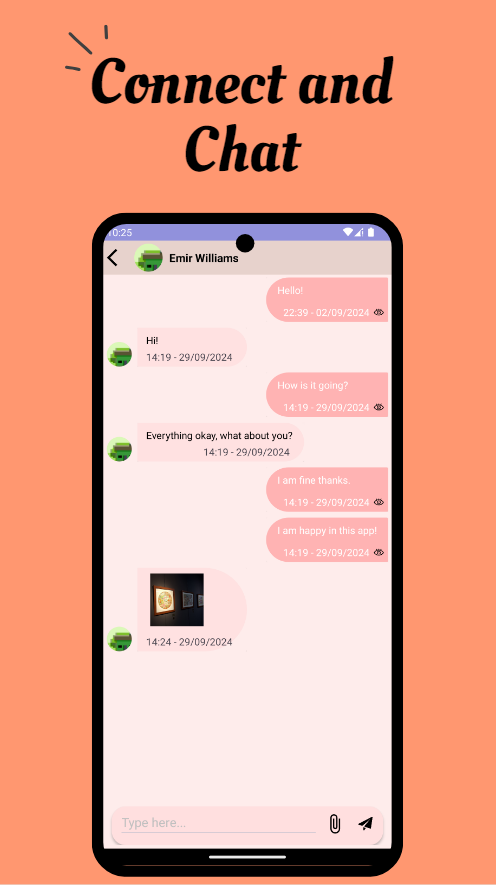 Connect and
Chat
10:25
Emir Williams
Hello!
22:39 - 02/09/2024
Hi!
14:19 - 29/09/2024
How is it going?
14:19 - 29/09/2024
Everything okay, what about you?
14:19 - 29/09/2024
I am fine thanks.
14:19 - 29/09/2024
I am happy in this app!
14:19 - 29/09/2024
14:24 - 29/09/2024
Type here...